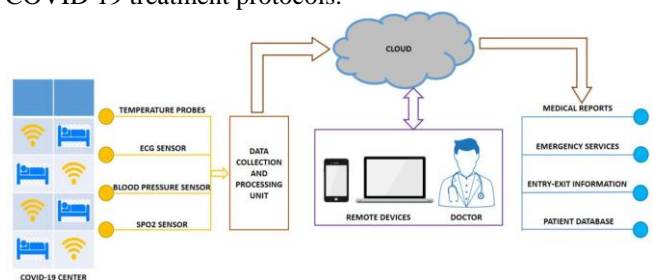 COVID 19 treatment protocols.
CLOUD
TEMPERATURE PROBES
ECG SENSOR
BLOOD PRESSURE SENSOR
SPO2 SENSOR
DATA
COLLECTION
AND
PROCESSING
UNIT
REMOTE DEVICES
DOCTOR
MEDICAL REPORTS
EMERGENCY SERVICES
ENTRY-EXIT INFORMATION
PATIENT DATABASE
COVID-19 CENTER